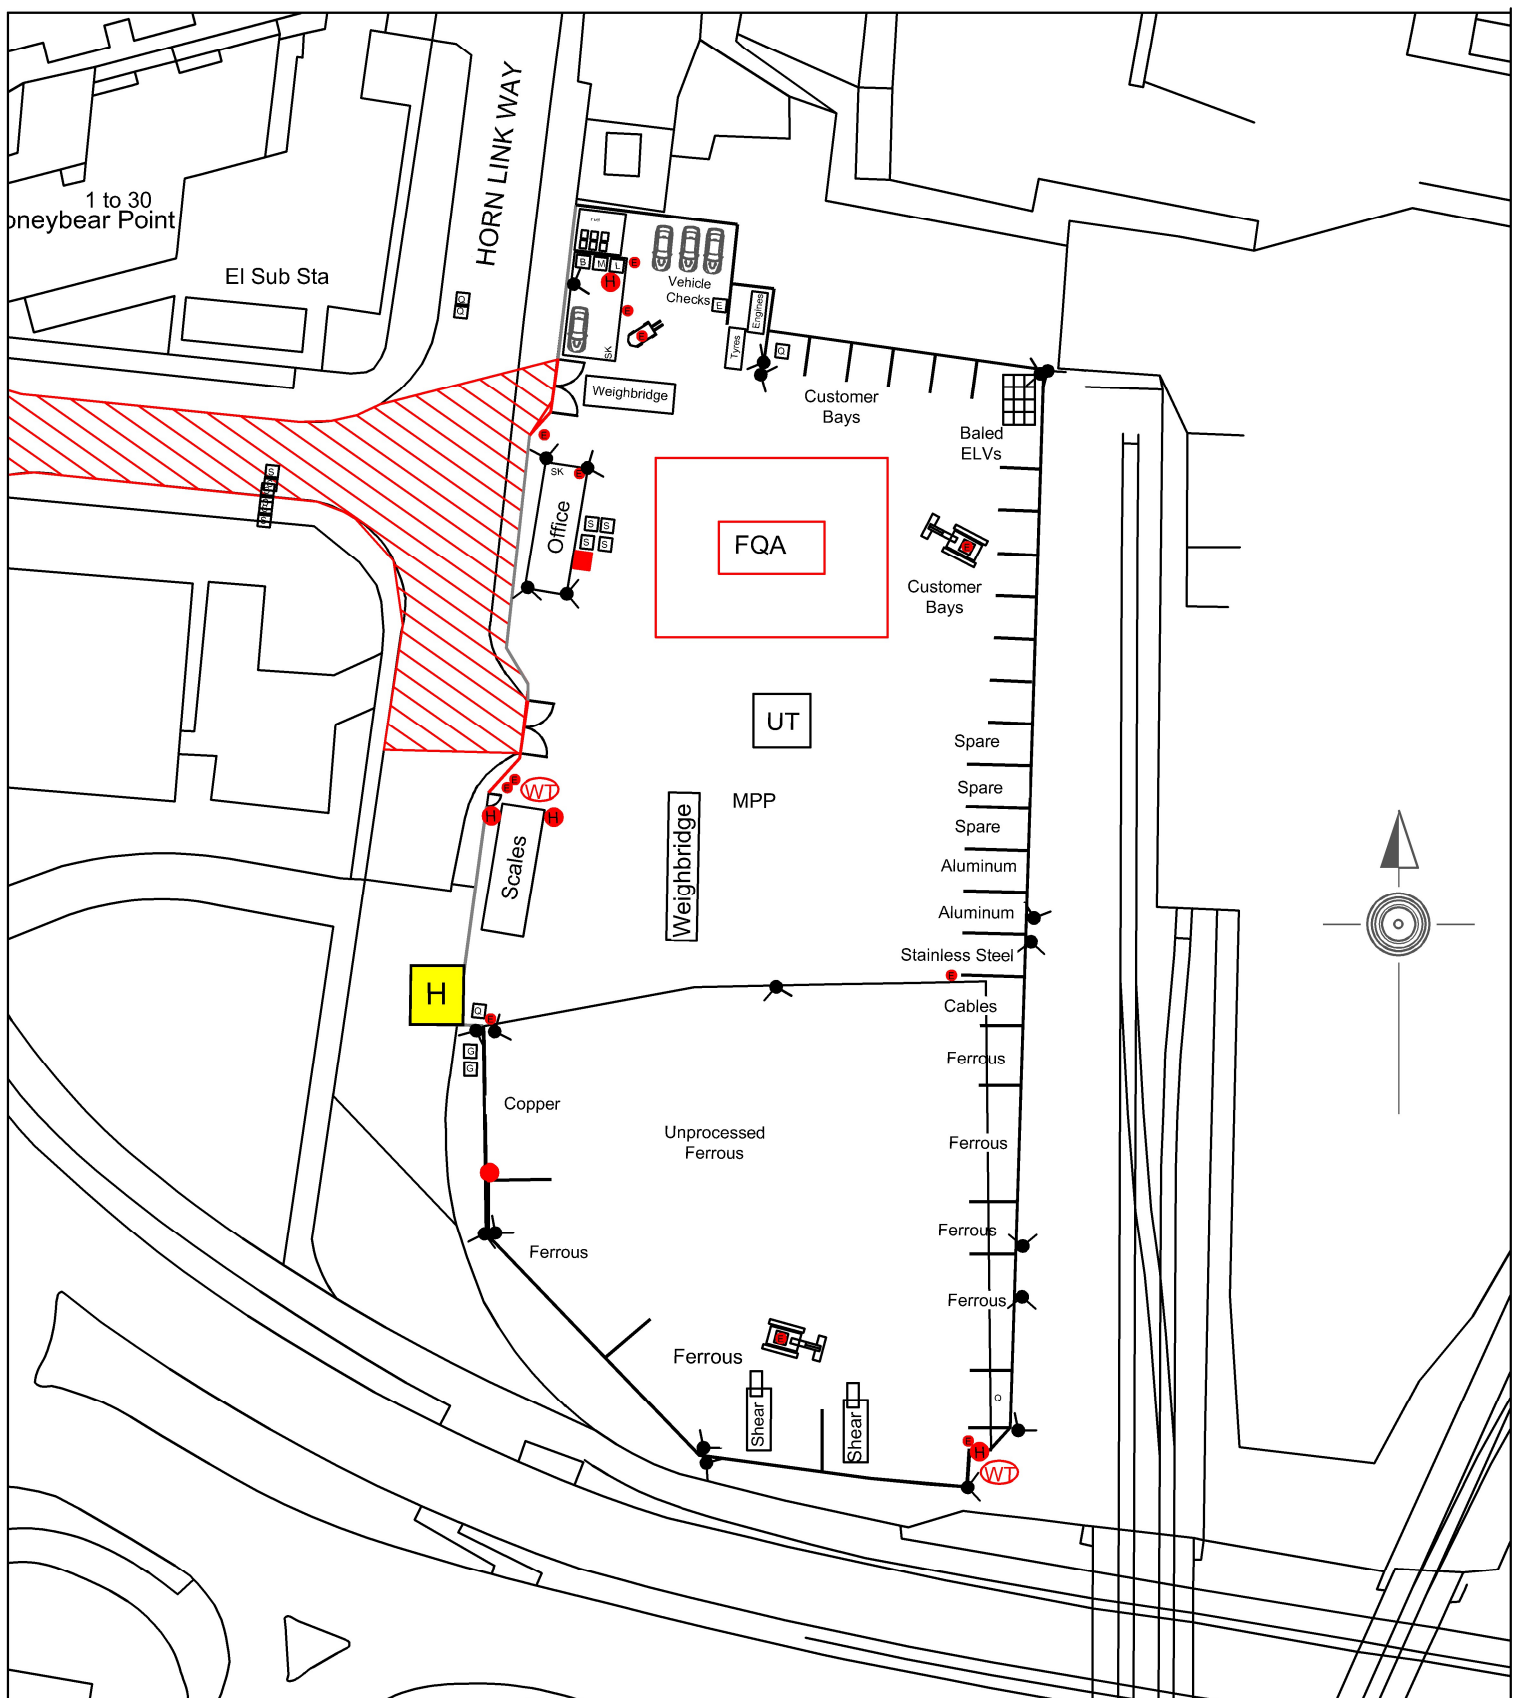 HORN LINK WAY
1 to 30
oneybear Point
El Sub Sta
Q
Q
B
M
L
E
H
Vehicle
Checks
E
Engines
E
E
SK
Tyres
Q
Weighbridge
Customer
Bays
Baled
ELVs
E
SK
E
S
Office
S
S
S
S
FQA
E
Customer
Bays
UT
Spare
E
E
WT
Spare
MPP
H
H
Spare
Scales
Weighbridge
Aluminum
Aluminum
Stainless Steel
E
H
Q
E
Cables
G
G
Ferrous
Copper
Unprocessed
Ferrous
Ferrous
Ferrous
Ferrous
Ferrous
E
Ferrous
Shear
Shear
Q
E
H
WT